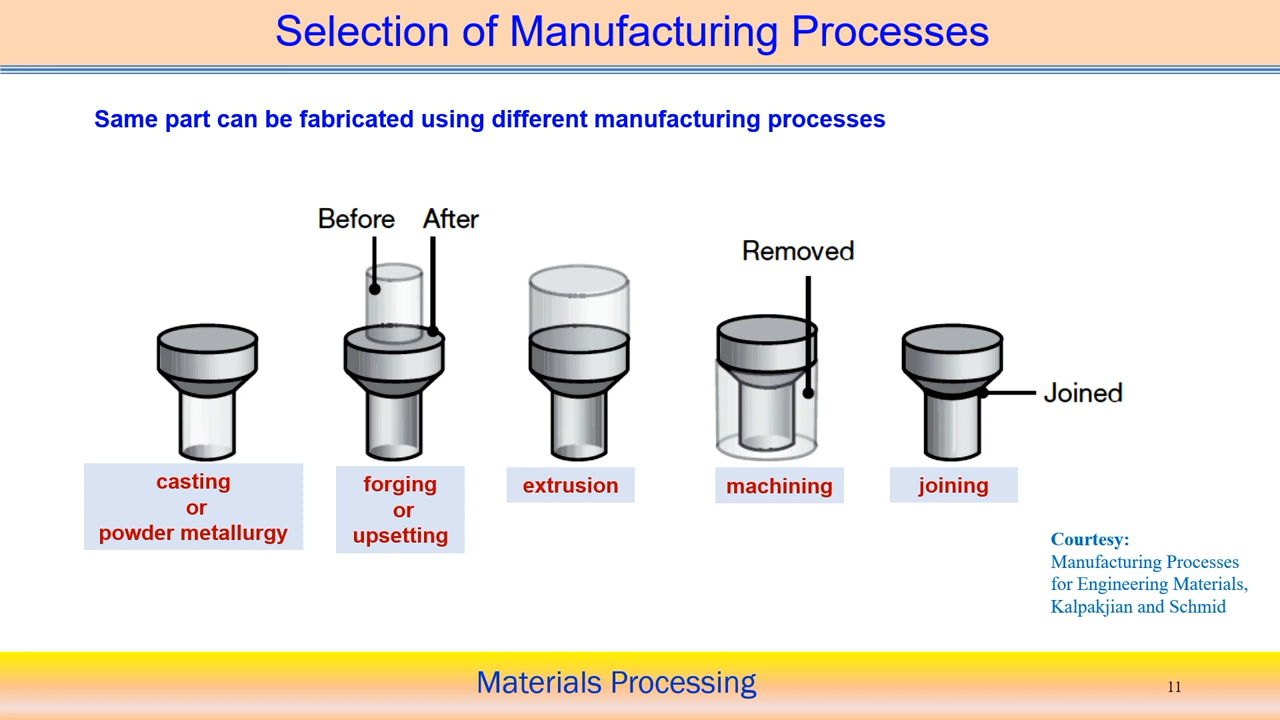 Selection of Manufacturing Processes
Same part can be fabricated using different manufacturing processes
Before After
Removed
Joined
casting
or
powder metallurgy
forging
or
upsetting
extrusion
machining
joining
Courtesy:
Manufacturing Processes
for Engineering Materials,
Kalpakjian and Schmid
Materials Processing
11